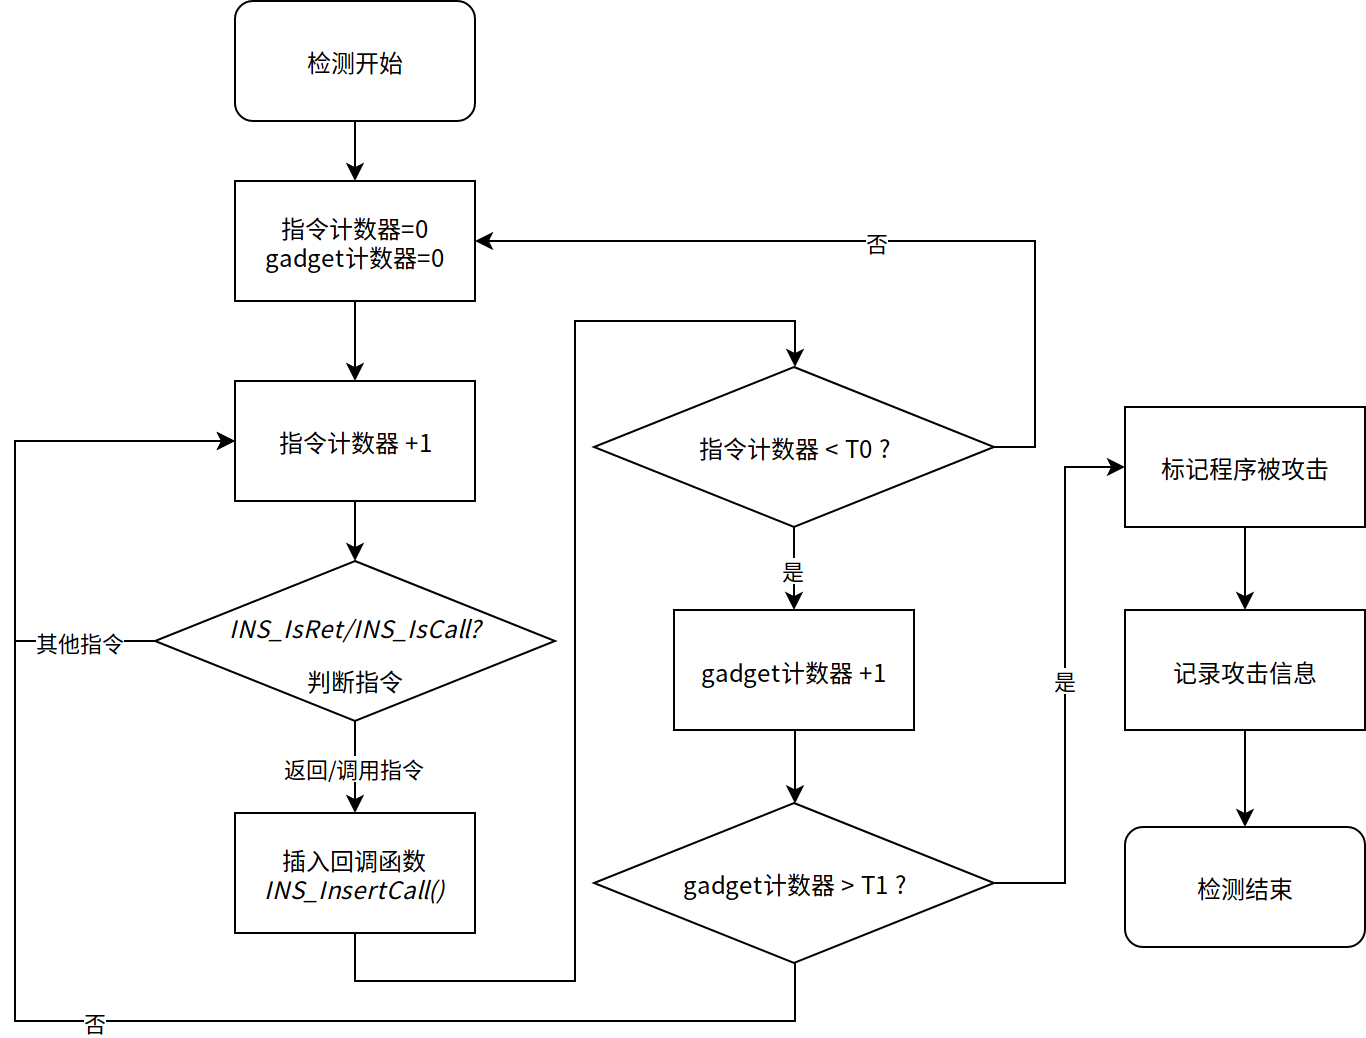 检测开始
指令计数器=0
gadget计数器=0
否
指令计数器 +1
指令计数器 < T0 ?
标记程序被攻击
是
INS_IsRet/INS_IsCall?
判断指令
其他指令
gadget计数器 +1
是
记录攻击信息
返回/调用指令
插入回调函数
INS_InsertCall()
gadget计数器 > T1 ?
检测结束
否